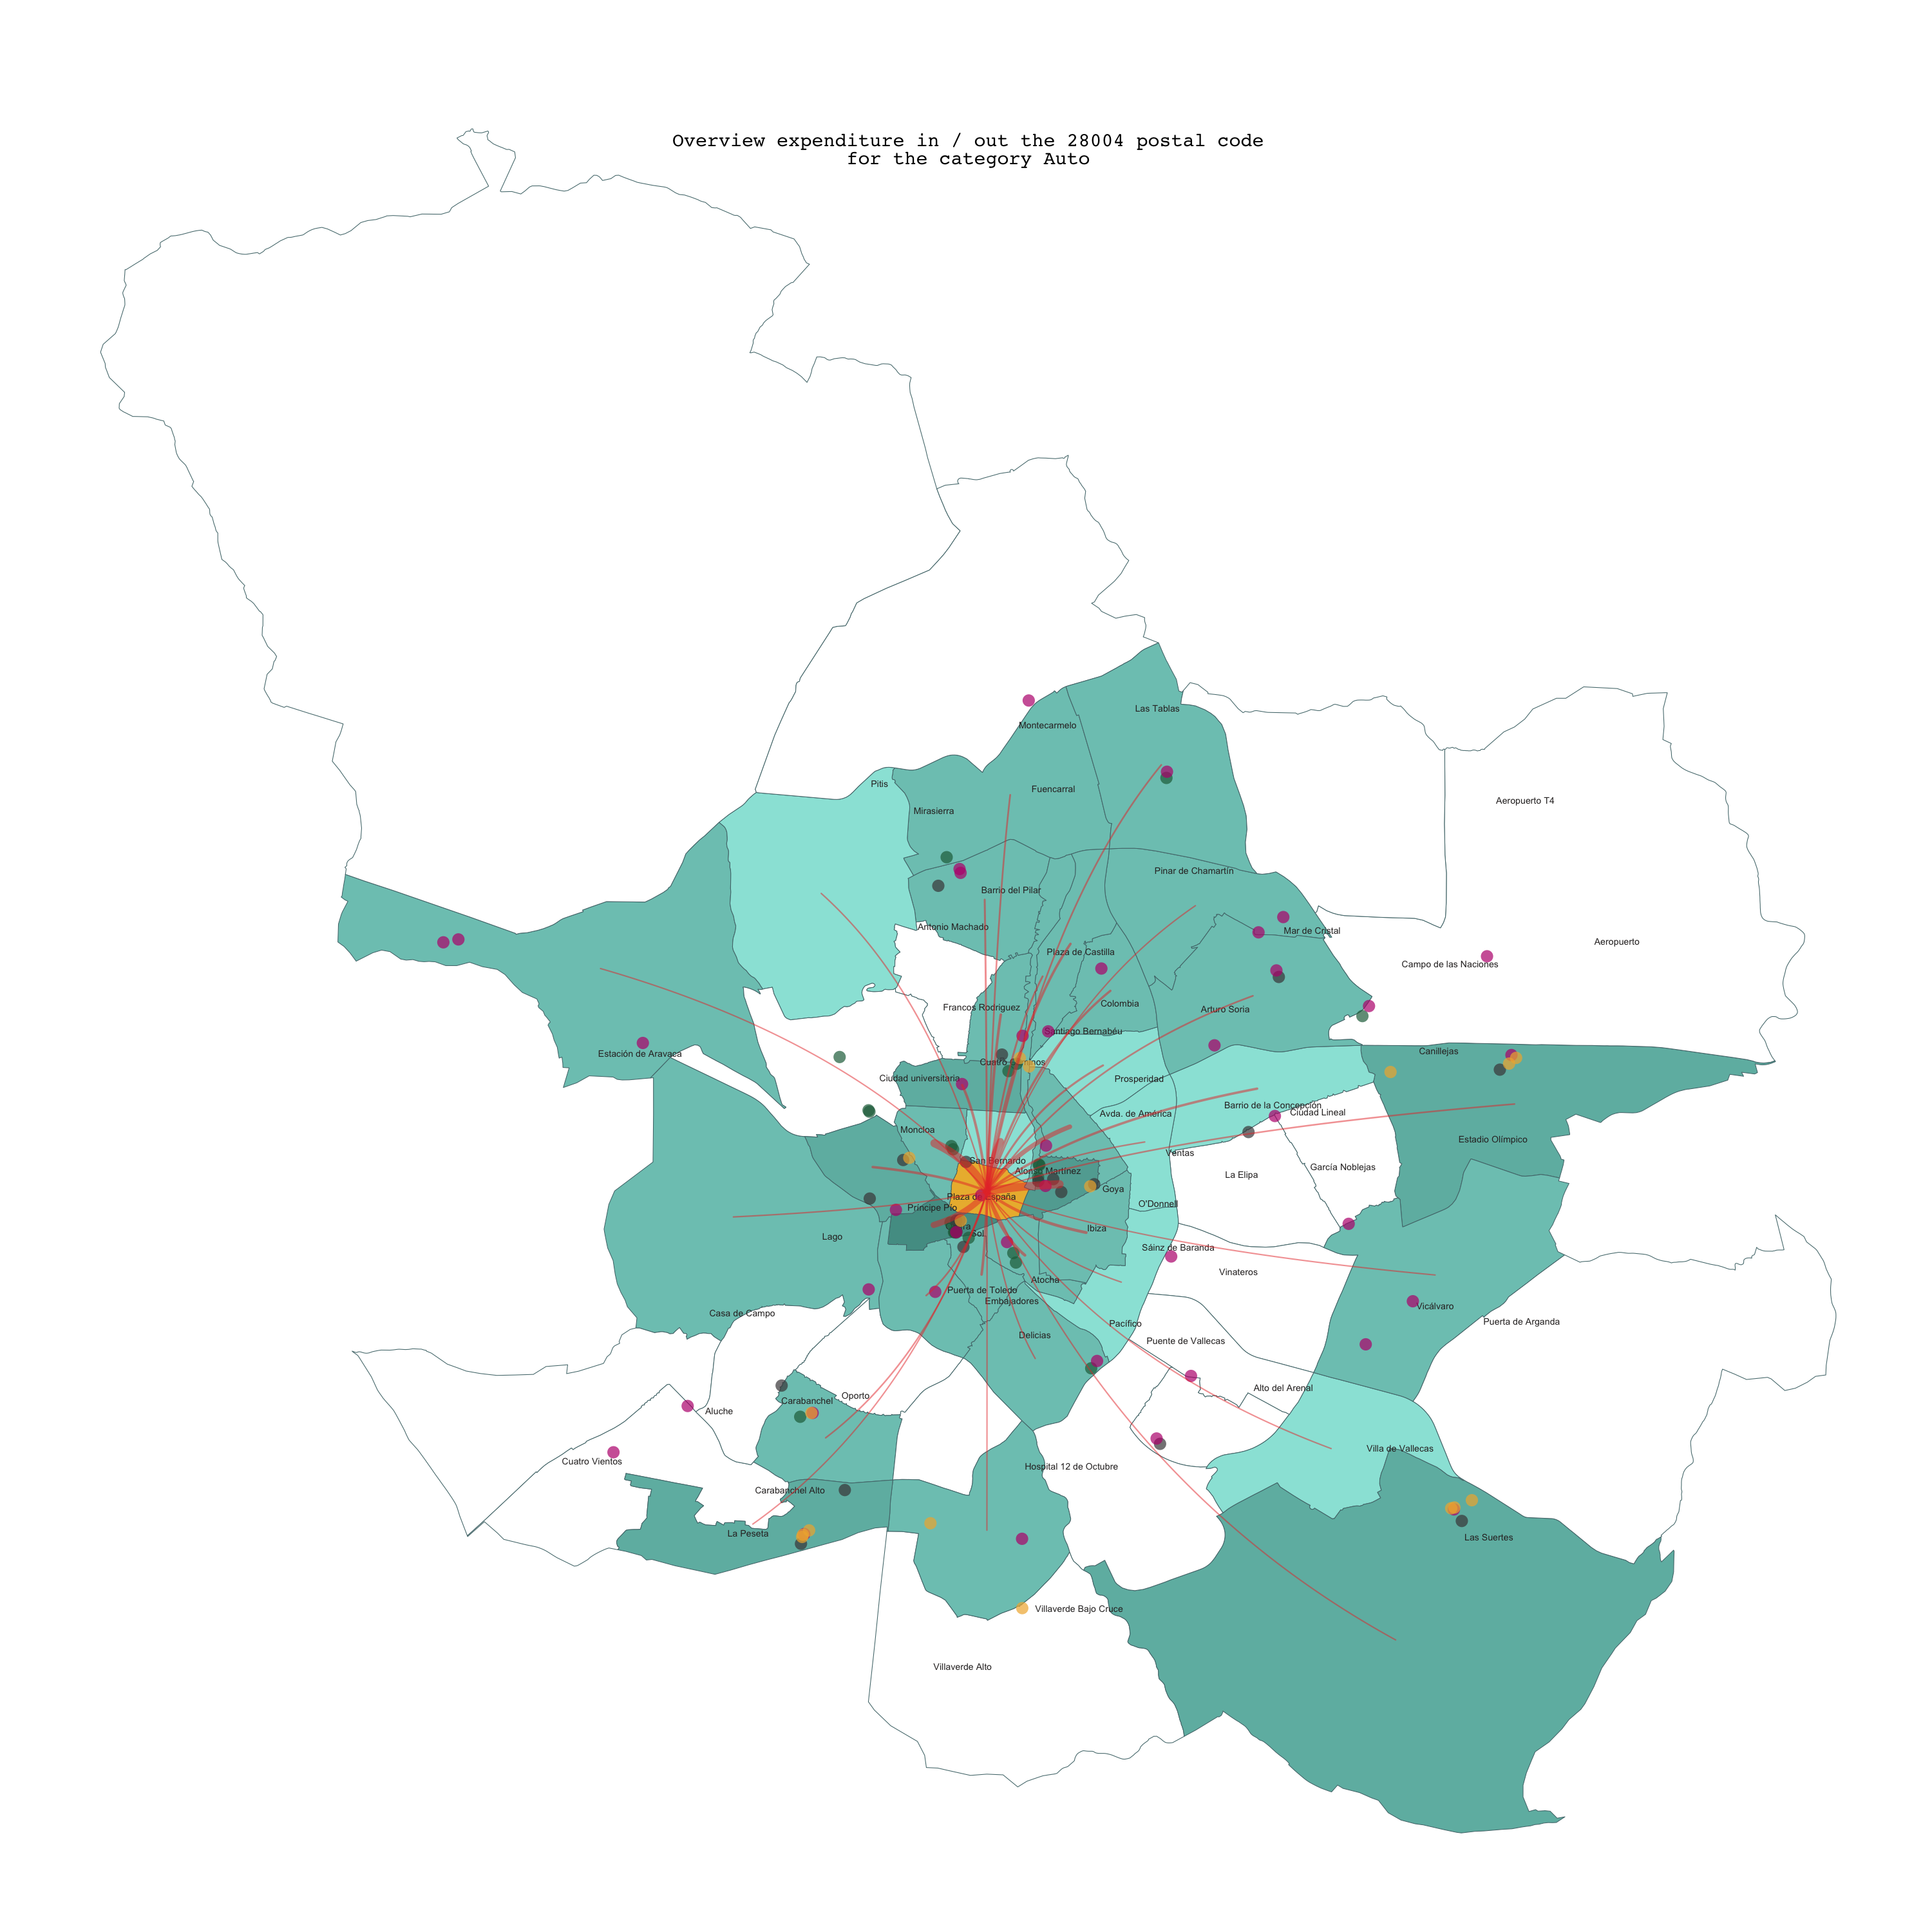 Overview expenditure in / out the 28004 postal code
for the category Auto
Las Tablas
Montecarmelo
Pitis
Fuencarral
Aeropuerto T4
Mirasierra
Pinar de Chamartín
Barrio del Pilar
Antonio Machado
Mar de Cristal
Aeropuerto
Plaza de Castilla
Campo de las Naciones
Francos Rodriguez
Colombia
Arturo Soria
Santiago Bernabéu
Estación de Aravaca
Canillejas
Cuatro
Ciudad universitaria
Prosperidad
Barrio de la Concepción
Avda. de América
Ciudad Lineal
Moncloa
Estadio Olímpico
Ventas
San Bernardo
García Noblejas
Alonso Martinez
La Elipa
Goya
Plaza de España
O'Donnell
Principe Pio
Ibiza
Sol
Lago
Sáinz de Baranda
Vinateros
Atocha
Puerta de Toledo
Embajadores
Vicálvaro
Casa de Campo
Puerta de Arganda
Pacífico
Delicias
Puente de Vallecas
Alto del Arenal
Oporto
Carabanchel
Aluche
Villa de Vallecas
Cuatro Vientos
Hospital 12 de Octubre
Carabanchel Alto
La Peseta
Las Suertes
Villaverde Bajo Cruce
Villaverde Alto